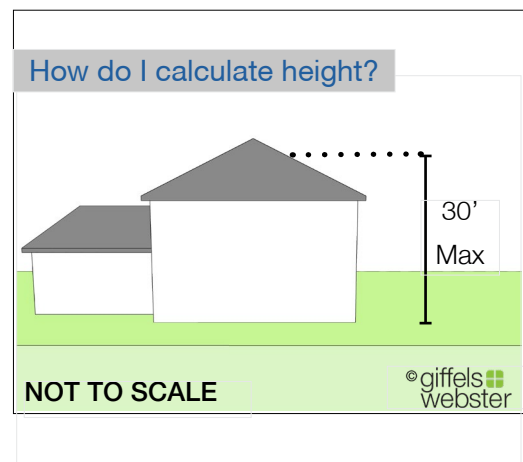 How do I calculate height?
30’
Max
NOT TO SCALE
© giffels
webster